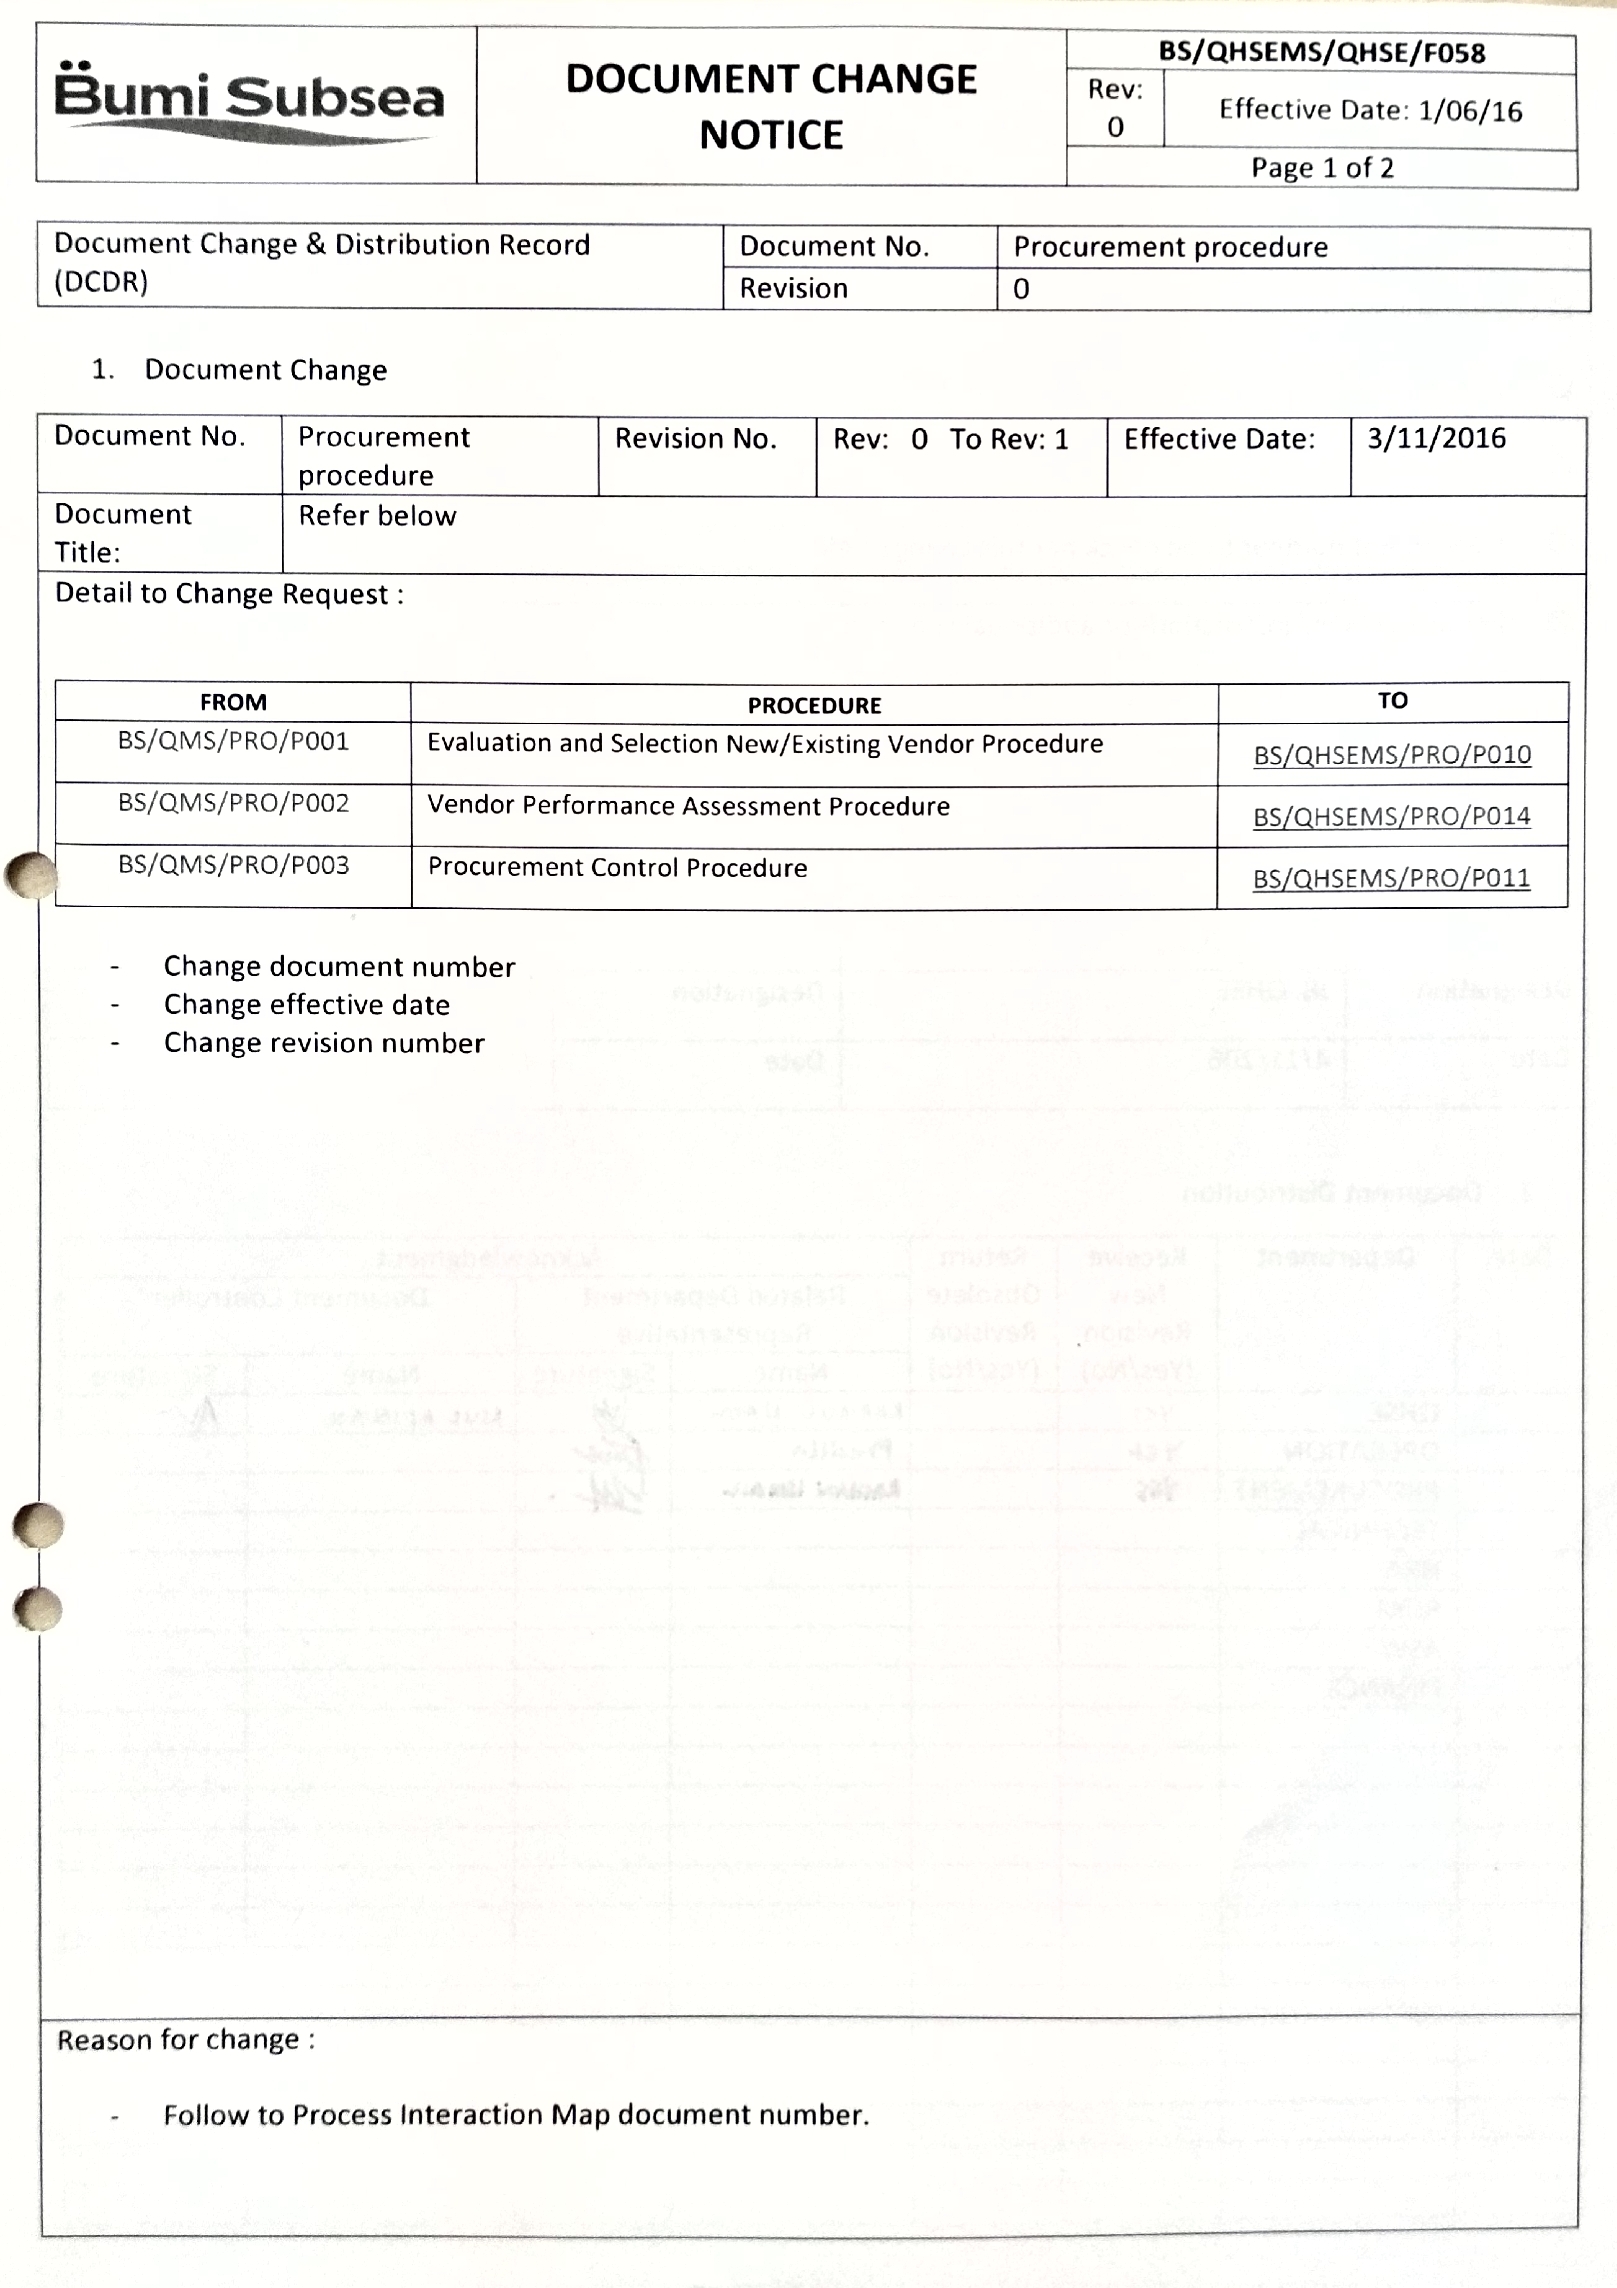 Bumi Subsea
DOCUMENT CHANGE
NOTICE
BS/QHSEMS/QHSE/F058
Rev:
0
Effective Date: 1/06/16
Page 1 of 2
Document Change & Distribution Record
(DCDR)
Document No.
Procurement procedure
Revision
0
1. Document Change
Document No.
Procurement
procedure
Revision No.
Rev: 0 To Rev: 1
Effective Date:
3/11/2016
Document
Title:
Refer below
Detail to Change Request :
FROM
PROCEDURE
TO
BS/QMS/PRO/P001
Evaluation and Selection New/Existing Vendor Procedure
BS/QHSEMS/PRO/P010
BS/QMS/PRO/P002
Vendor Performance Assessment Procedure
BS/QHSEMS/PRO/P014
BS/QMS/PRO/P003
Procurement Control Procedure
BS/QHSEMS/PRO/P011
- Change document number
- Change effective date
- Change revision number
Reason for change :
- Follow to Process Interaction Map document number.